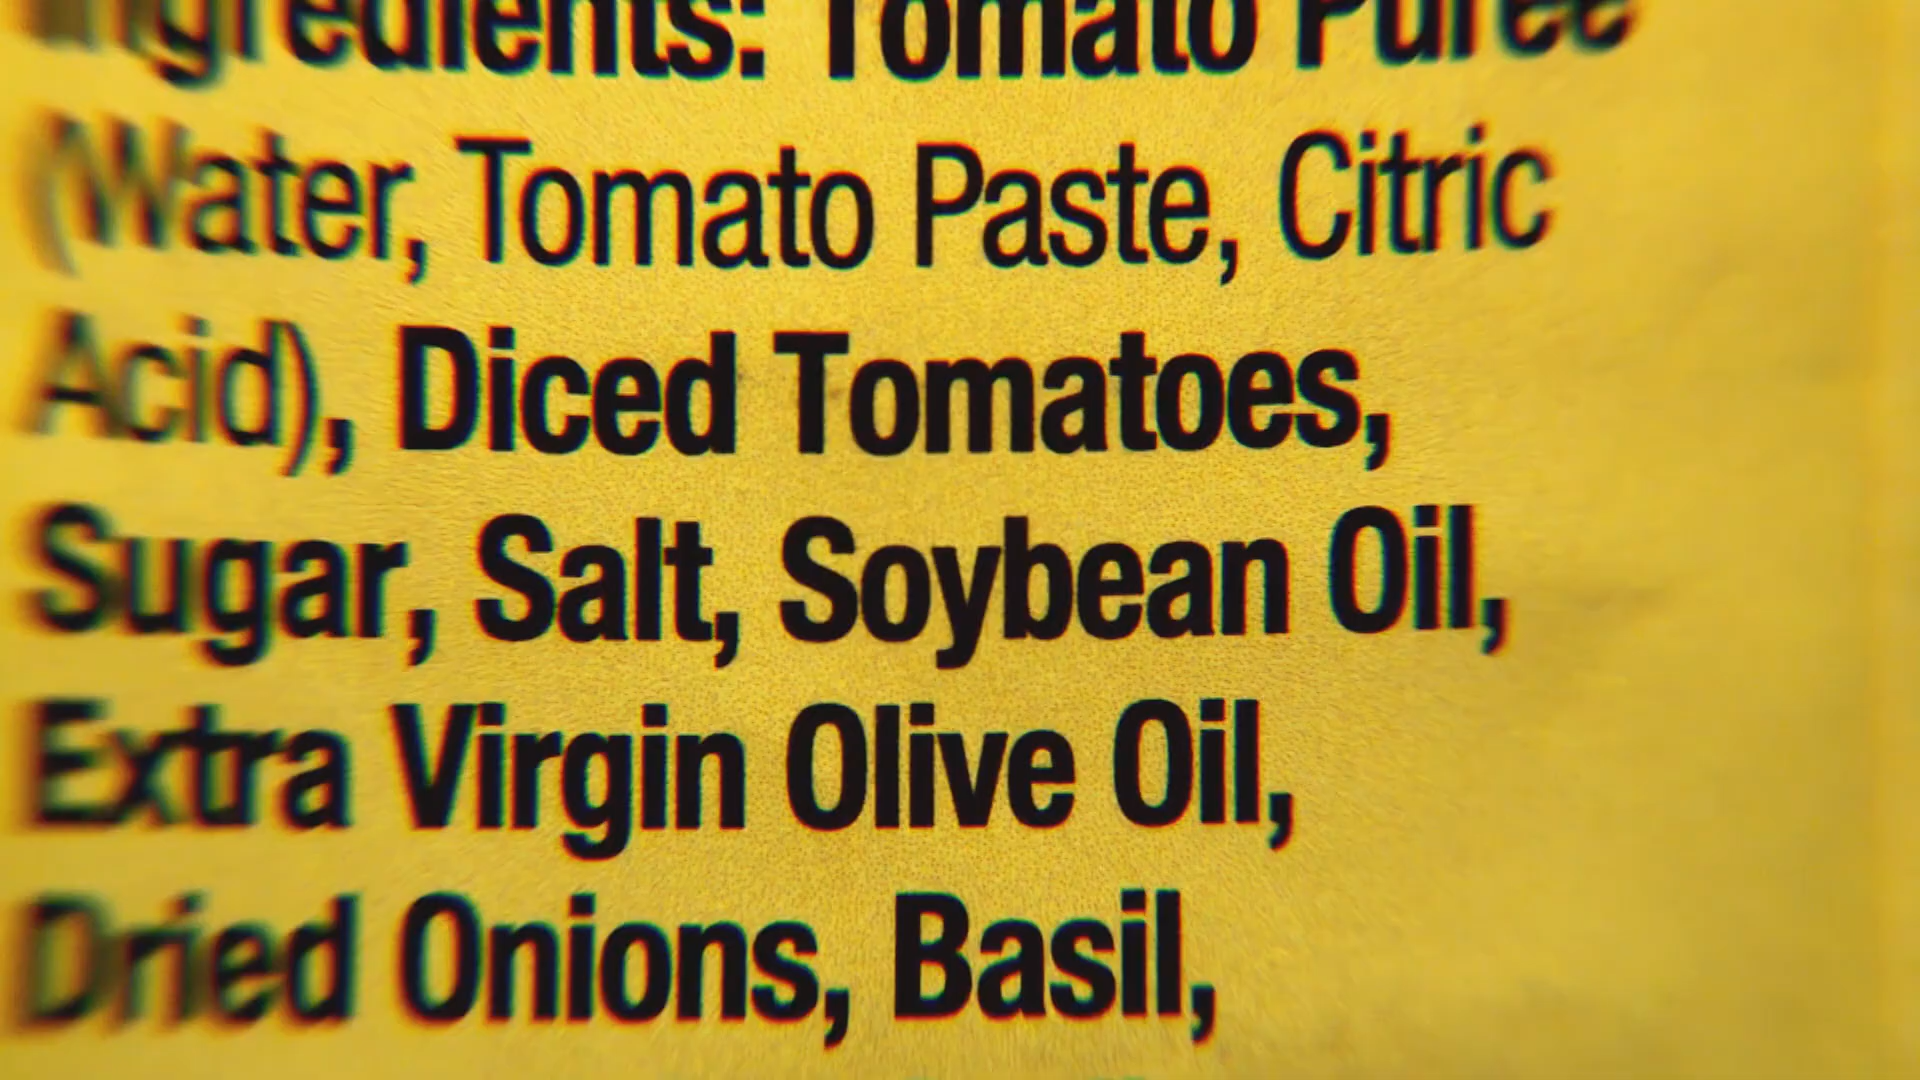 Ingredients: Tomato Puree
(Water, Tomato Paste, Citric
Acid), Diced Tomatoes,
Sugar, Salt, Soybean Oil,
Extra Virgin Olive Oil,
Dried Onions, Basil,